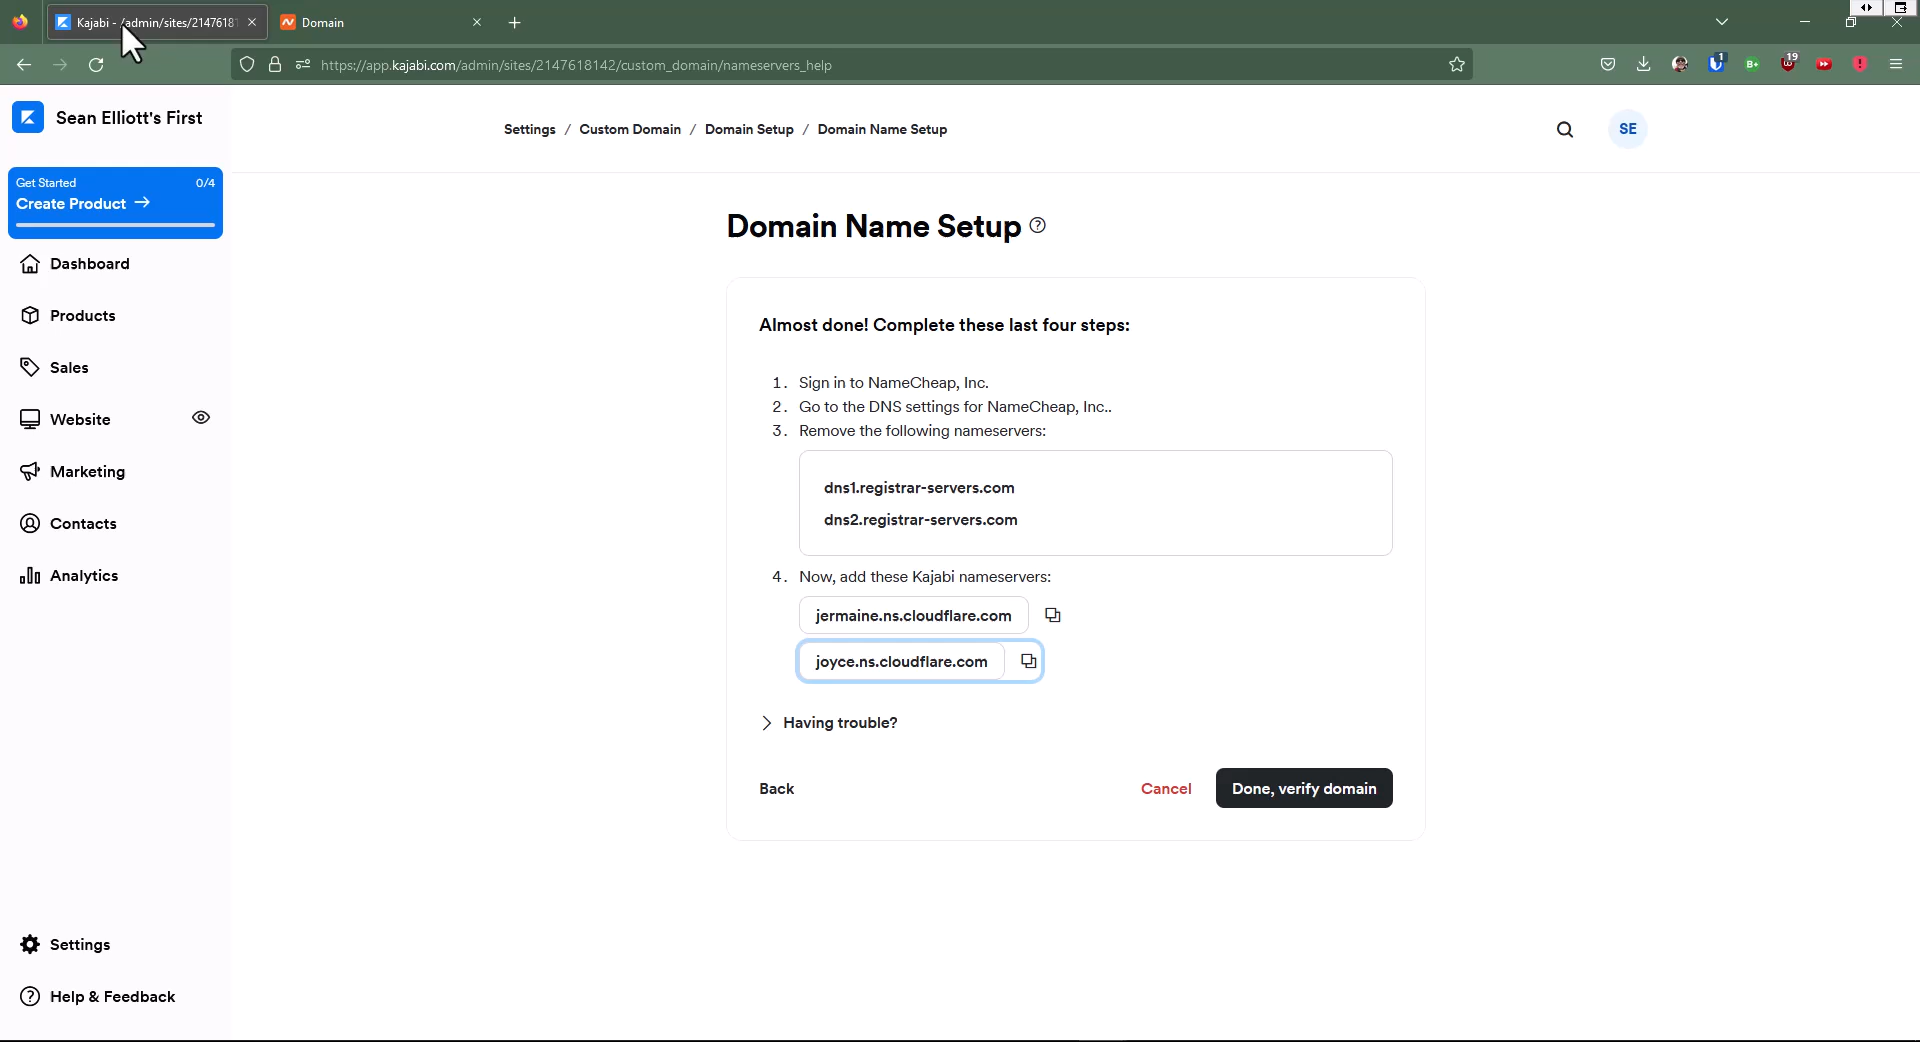 Kajabi - /admin/sites/2147618
Domain
https://app.kajabi.com/admin/sites/2147618142/custom_domain/nameservers_help
1
B+
19
Sean Elliott's First
Settings / Custom Domain / Domain Setup / Domain Name Setup
SE
Get Started 0/4
Create Product →
Dashboard
Products
Sales
Website
Marketing
Contacts
Analytics
Settings
Help & Feedback
Domain Name Setup
Almost done! Complete these last four steps:
1. Sign in to NameCheap, Inc.
2. Go to the DNS settings for NameCheap, Inc..
3. Remove the following nameservers:
dns1.registrar-servers.com
dns2.registrar-servers.com
4. Now, add these Kajabi nameservers:
jermaine.ns.cloudflare.com
joyce.ns.cloudflare.com
Having trouble?
Back Cancel Done, verify domain